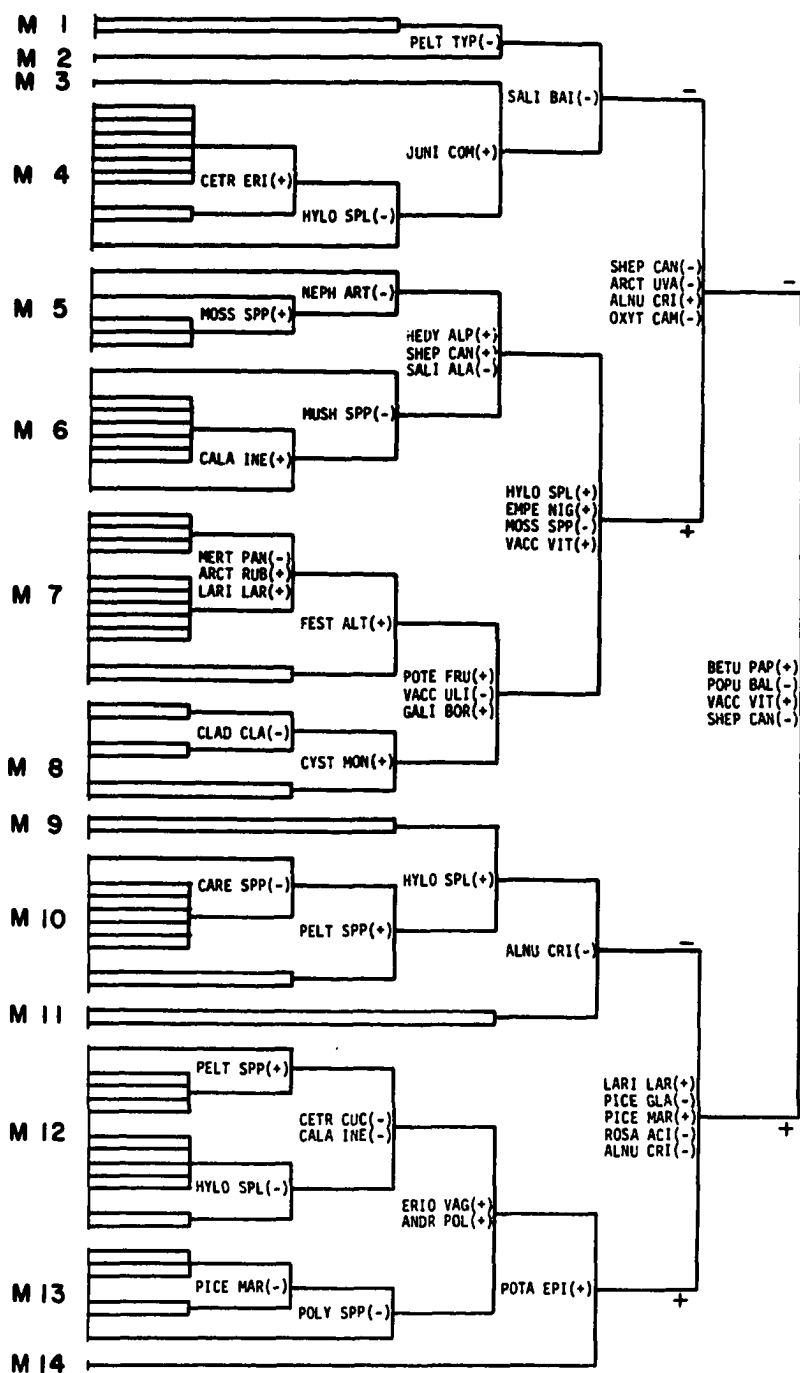 M 1
PELT TYP(-)
M 2
M 3
SALI BAI(-)
-
JUNI COM(+)
M 4
CETR ERI(+)
HYLO SPL(-)
SHEP CAN(-)
ARCT UVA(-)
ALNU CRI(+)
OXYT CAM(-)
-
M 5
NEPH ART(-)
MOSS SPP(+)
HEDY ALP(+)
SHEP CAN(+)
SALI ALA(-)
M 6
MUSH SPP(-)
CALA INE(+)
HYLO SPL(+)
EMPE NIG(+)
MOSS SPP(-)
VACC VIT(+)
+
M 7
MERT PAN(-)
ARCT RUB(+)
LARI LAR(+)
FEST ALT(+)
POTE FRU(+)
VACC ULI(-)
GALI BOR(+)
BETU PAP(+)
POPU BAL(-)
VACC VIT(+)
SHEP CAN(-)
M 8
CLAD CLA(-)
CYST MON(+)
M 9
HYLO SPL(+)
M 10
CARE SPP(-)
PELT SPP(+)
ALNU CRI(-)
-
M 11
M 12
PELT SPP(+)
CETR CUC(-)
CALA INE(-)
HYLO SPL(-)
LARI LAR(+)
PICE GLA(-)
PICE MAR(+)
ROSA ACI(-)
ALNU CRI(-)
+
ERIO VAG(+)
ANDR POL(+)
M 13
PICE MAR(-)
POLY SPP(-)
POTA EPI(+)
+
M 14